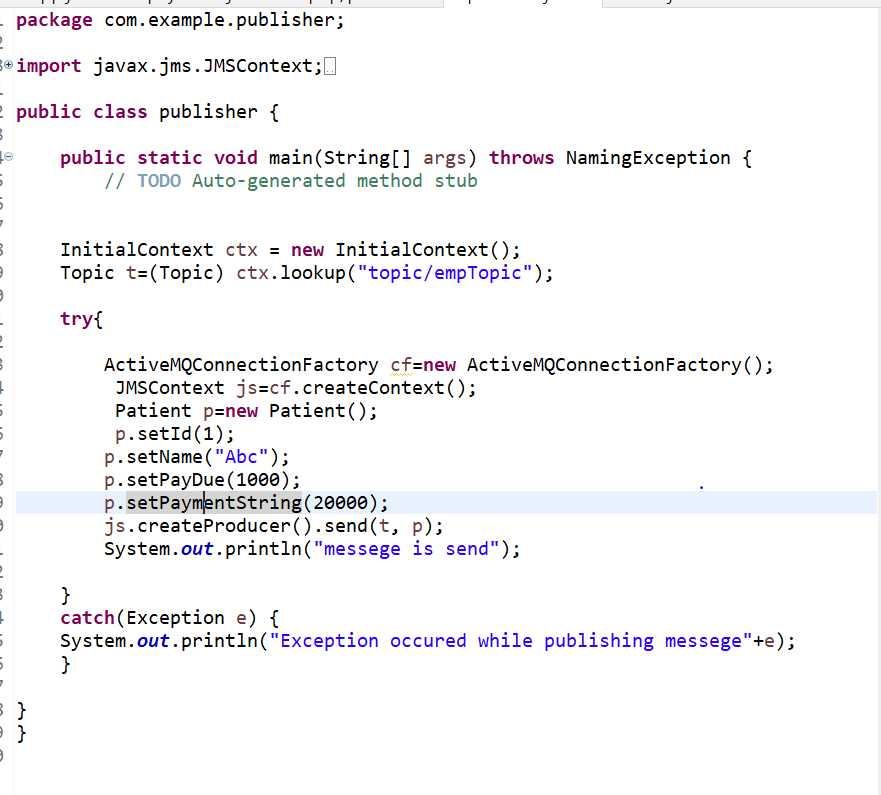 package com.example.publisher;
import javax.jms.JMSContext;
public class publisher {
public static void main(String[] args) throws NamingException {
// TODO Auto-generated method stub
InitialContext ctx = new InitialContext();
Topic t=(Topic) ctx.lookup("topic/empTopic");
try{
ActiveMQConnectionFactory cf=new ActiveMQConnectionFactory();
JMSContext js=cf.createContext();
Patient p=new Patient();
p.setId(1);
p.setName("Abc");
p.setPayDue(1000);
p.setPaymentString(20000);
js.createProducer().send(t, p);
System.out.println("messege is send");
}
catch(Exception e) {
System.out.println("Exception occured while publishing messege"+e);
}
}
}